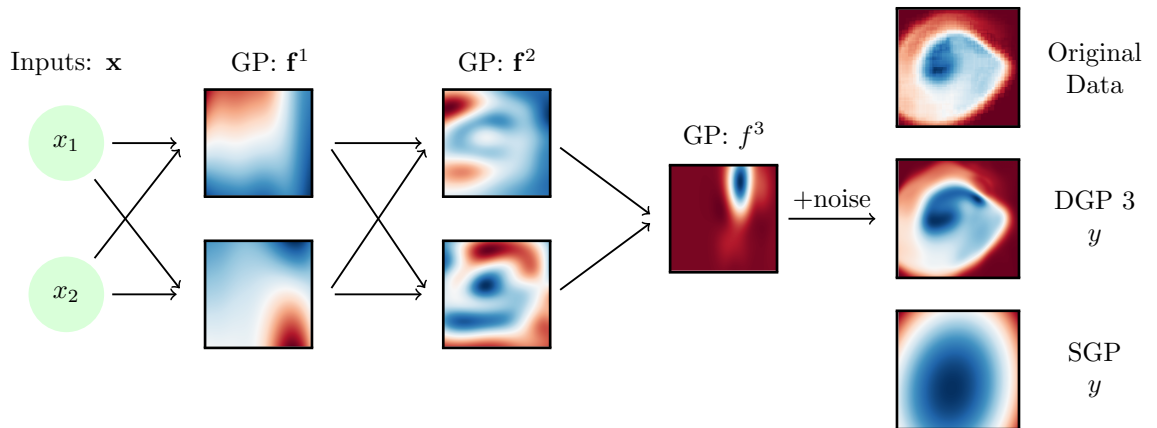 Inputs: x
GP: f¹
GP: f²
x₁
x₂
GP: f³
+noise
Original
Data
DGP 3
y
SGP
y